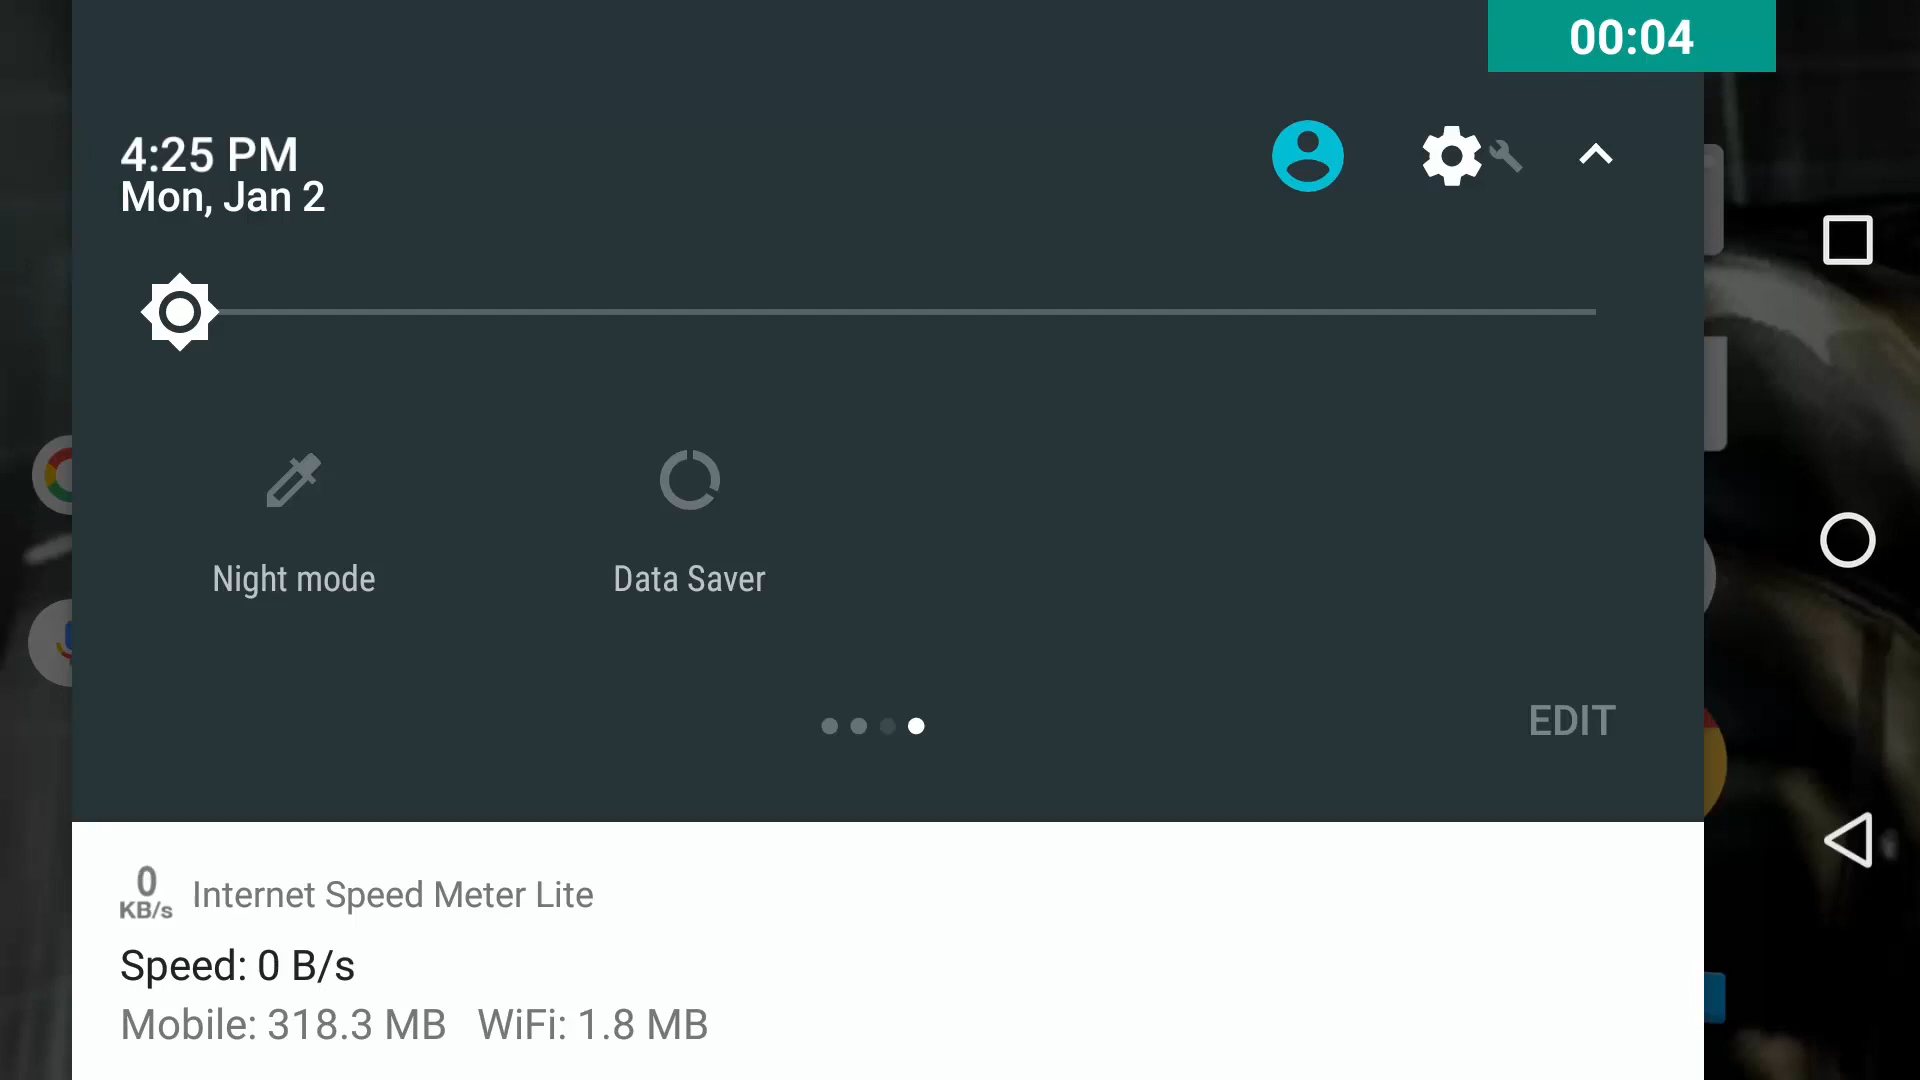 00:04
4:25 PM
Mon, Jan 2
Night mode
Data Saver
EDIT
0
KB/s
Internet Speed Meter Lite
Speed: 0 B/s
Mobile: 318.3 MB WiFi: 1.8 MB